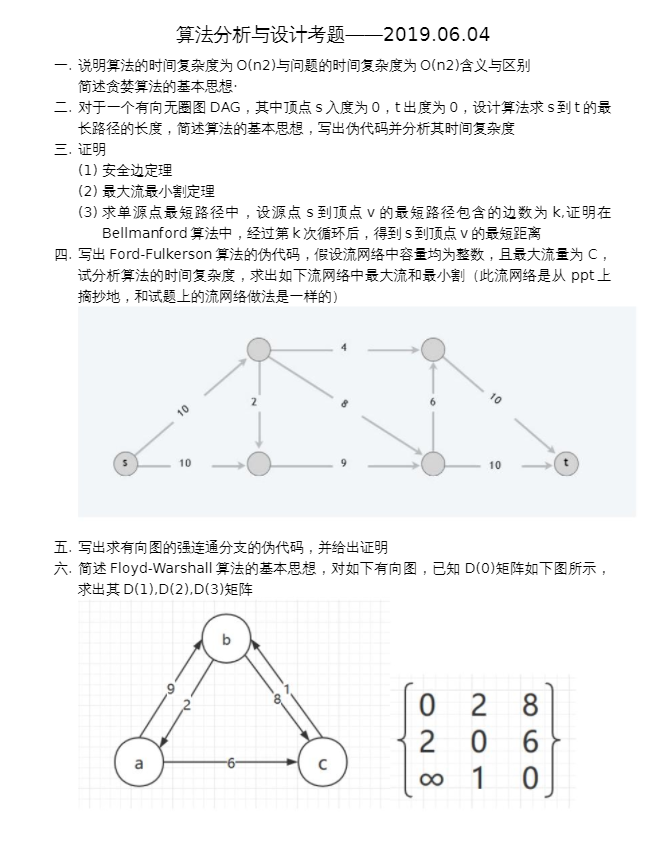 算法分析与设计考题——2019.06.04
一. 说明算法的时间复杂度为 O(n2)与问题的时间复杂度为 O(n2)含义与区别
简述贪婪算法的基本思想·
二. 对于一个有向无圈图 DAG，其中顶点 s 入度为 0，t 出度为 0，设计算法求 s 到 t 的最
长路径的长度，简述算法的基本思想，写出伪代码并分析其时间复杂度
三. 证明
(1) 安全边定理
(2) 最大流最小割定理
(3) 求单源点最短路径中，设源点 s 到顶点 v 的最短路径包含的边数为 k,证明在
Bellmanford 算法中，经过第 k 次循环后，得到 s 到顶点 v 的最短距离
四. 写出 Ford-Fulkerson 算法的伪代码，假设流网络中容量均为整数，且最大流量为 C，
试分析算法的时间复杂度，求出如下流网络中最大流和最小割（此流网络是从 ppt 上
摘抄地，和试题上的流网络做法是一样的）
4
10
2
8
6
10
s
10
9
10
t
五. 写出求有向图的强连通分支的伪代码，并给出证明
六. 简述 Floyd-Warshall 算法的基本思想，对如下有向图，已知 D(0)矩阵如下图所示，
求出其 D(1),D(2),D(3)矩阵
b
9
2
8
1
a
6
c
0 2 8
2 0 6
∞ 1 0